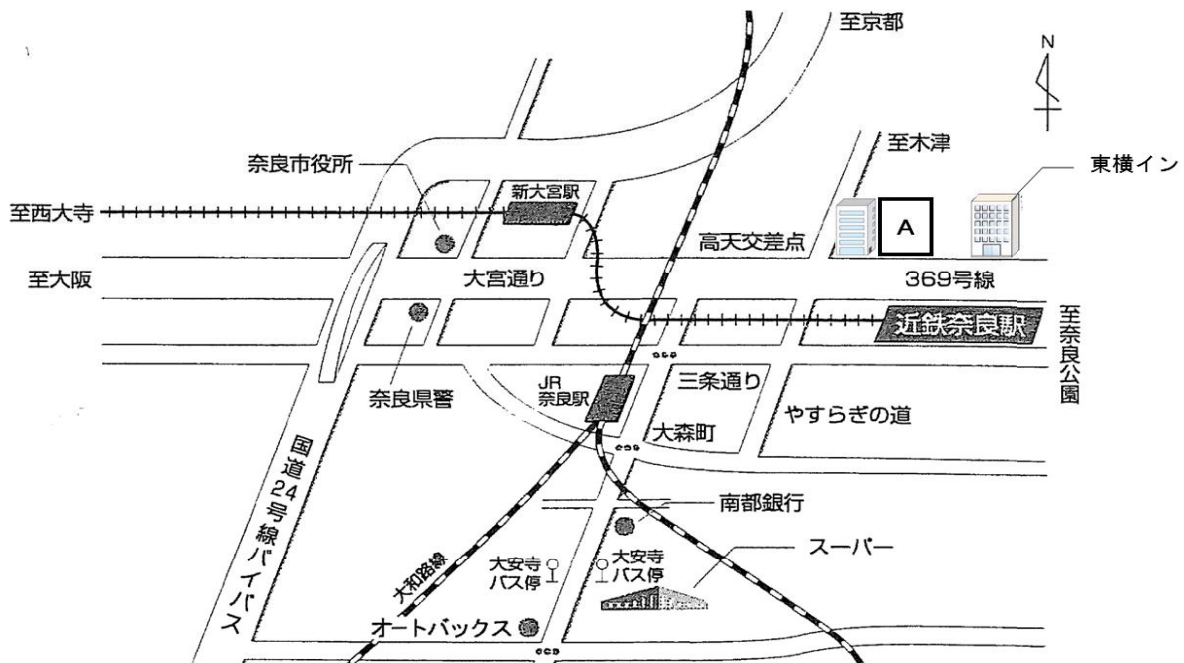 至京都
N
至木津
東横イン
奈良市役所
新大宮駅
至西大寺
A
高天交差点
至大阪
大宮通り
369号線
近鉄奈良駅
至奈良公園
奈良県警
JR
奈良駅
三条通り
やすらぎの道
大森町
国道24号線バイパス
南都銀行
スーパー
大安寺
バス停
大安寺
バス停
大和路線
オートバックス